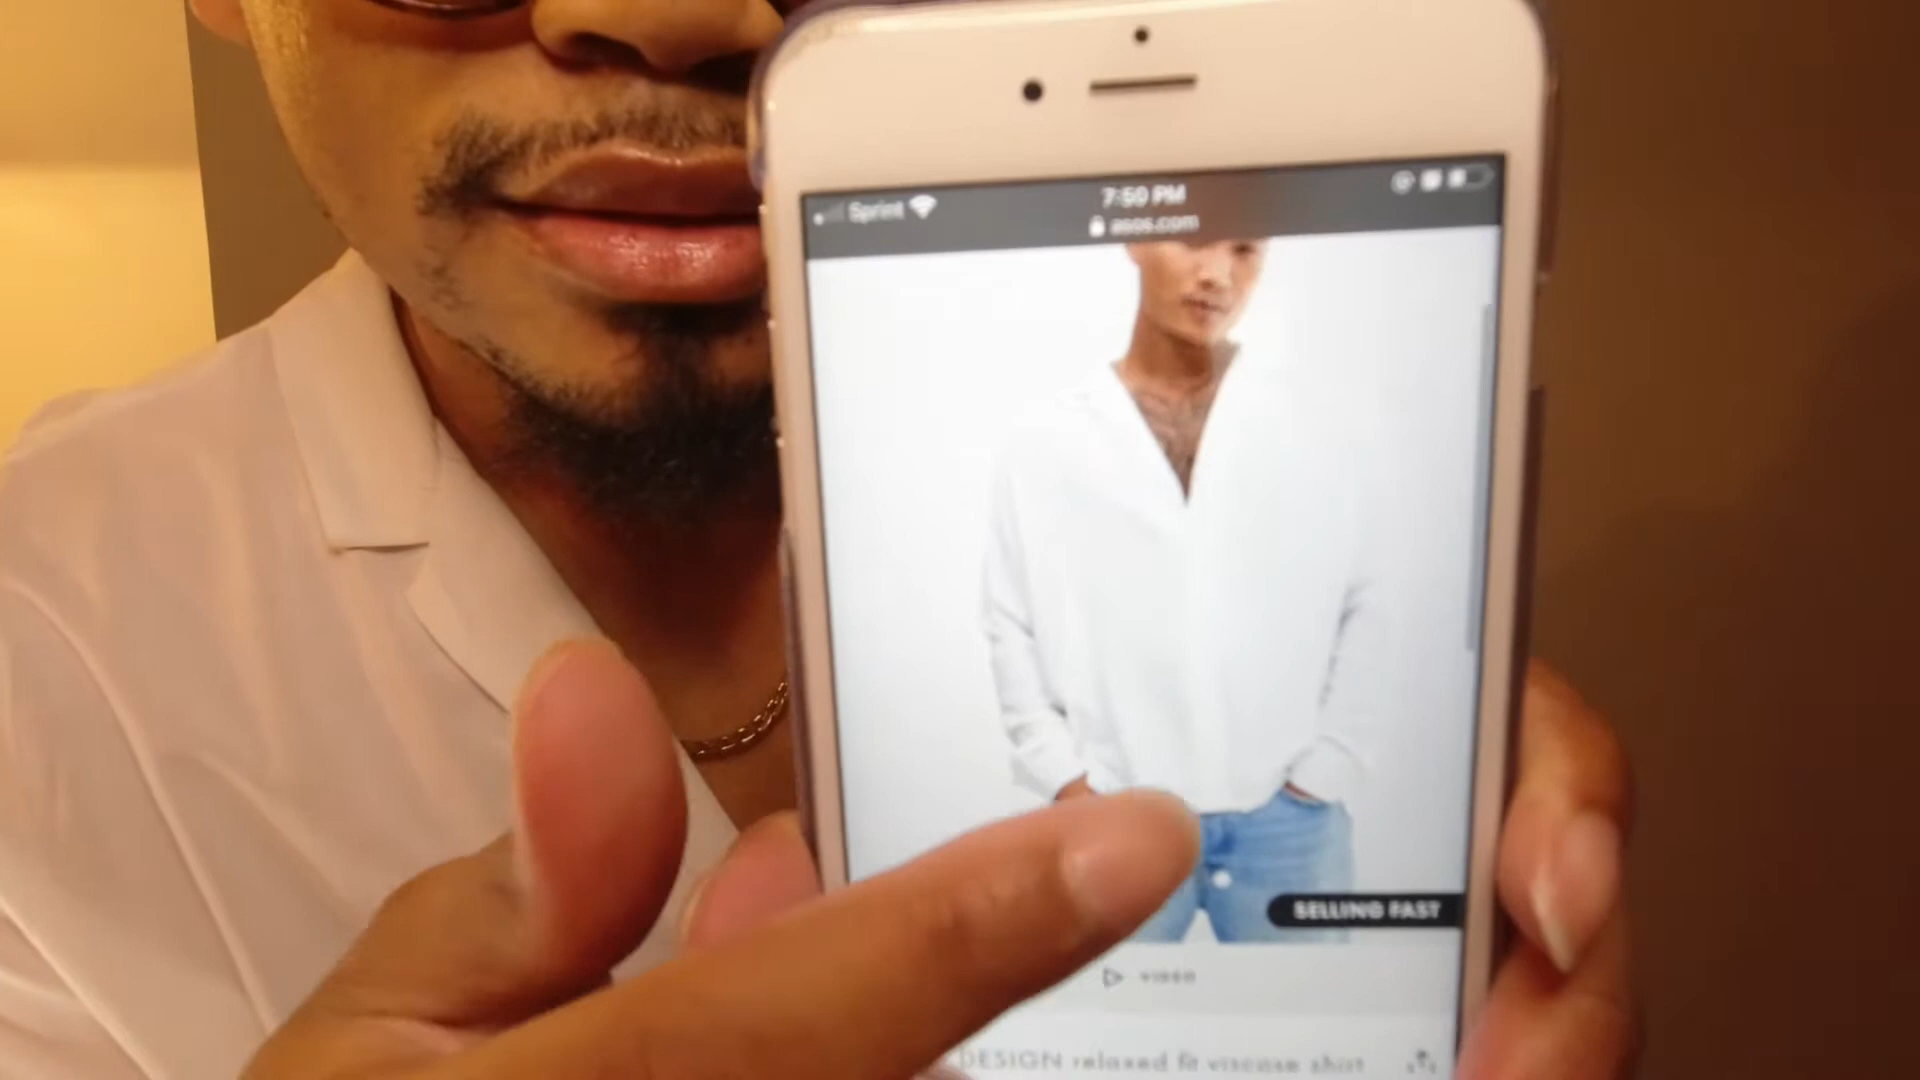 Sprint 7:50 PM
asos.com
SELLING FAST
VIDEO
DESIGN relaxed fit viscose shirt